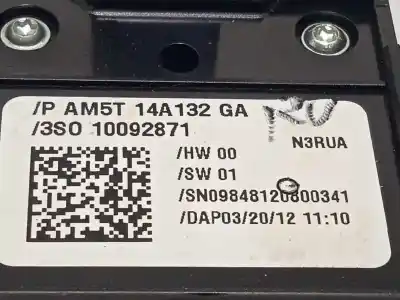 /P AM5T 14A132 GA
/3SO 10092871
N3RUA
/HW 00
/SW 01
/SN09848120800341
/DAP03/20/12 11:10